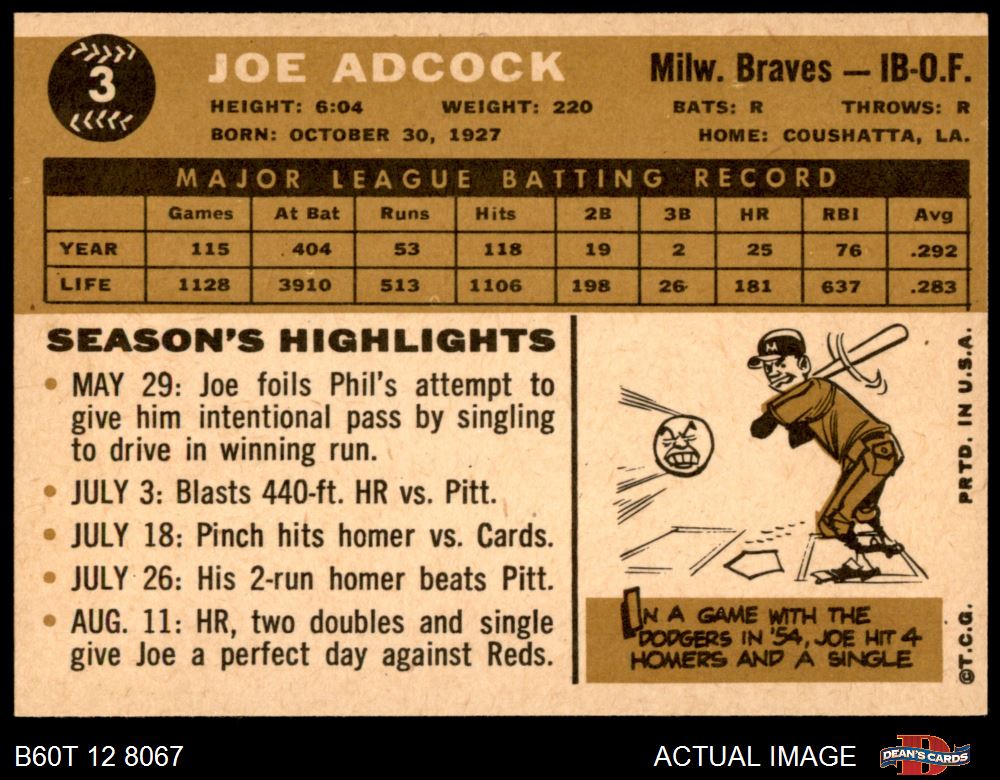 3
JOE ADCOCK
Milw. Braves — IB-O.F.
HEIGHT: 6:04 WEIGHT: 220 BATS: R THROWS: R
BORN: OCTOBER 30, 1927 HOME: COUSHATTA, LA.
MAJOR LEAGUE BATTING RECORD
Games At Bat Runs Hits 2B 3B HR RBI Avg
YEAR 115 404 53 118 19 2 25 76 .292
LIFE 1128 3910 513 1106 198 26 181 637 .283
SEASON'S HIGHLIGHTS
• MAY 29: Joe foils Phil's attempt to
give him intentional pass by singling
to drive in winning run.
• JULY 3: Blasts 440-ft. HR vs. Pitt.
• JULY 18: Pinch hits homer vs. Cards.
• JULY 26: His 2-run homer beats Pitt.
• AUG. 11: HR, two doubles and single
give Joe a perfect day against Reds.
M
IN A GAME WITH THE
DODGERS IN '54, JOE HIT 4
HOMERS AND A SINGLE
©T.C.G. PRTD. IN U.S.A.
B60T 12 8067
ACTUAL IMAGE
DEAN'S CARDS